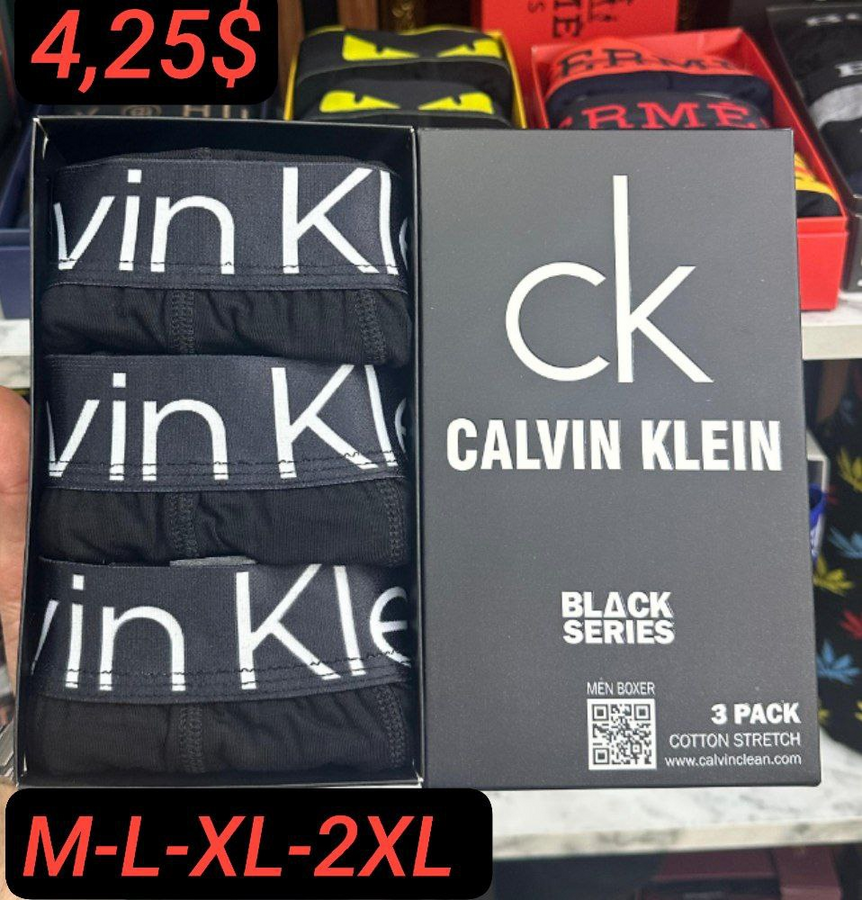 4,25$
ERMÈ
vin Kle
vin Kle
vin Kle
ck
CALVIN KLEIN
BLACK
SERIES
MEN BOXER
3 PACK
COTTON STRETCH
www.calvinclean.com
M-L-XL-2XL